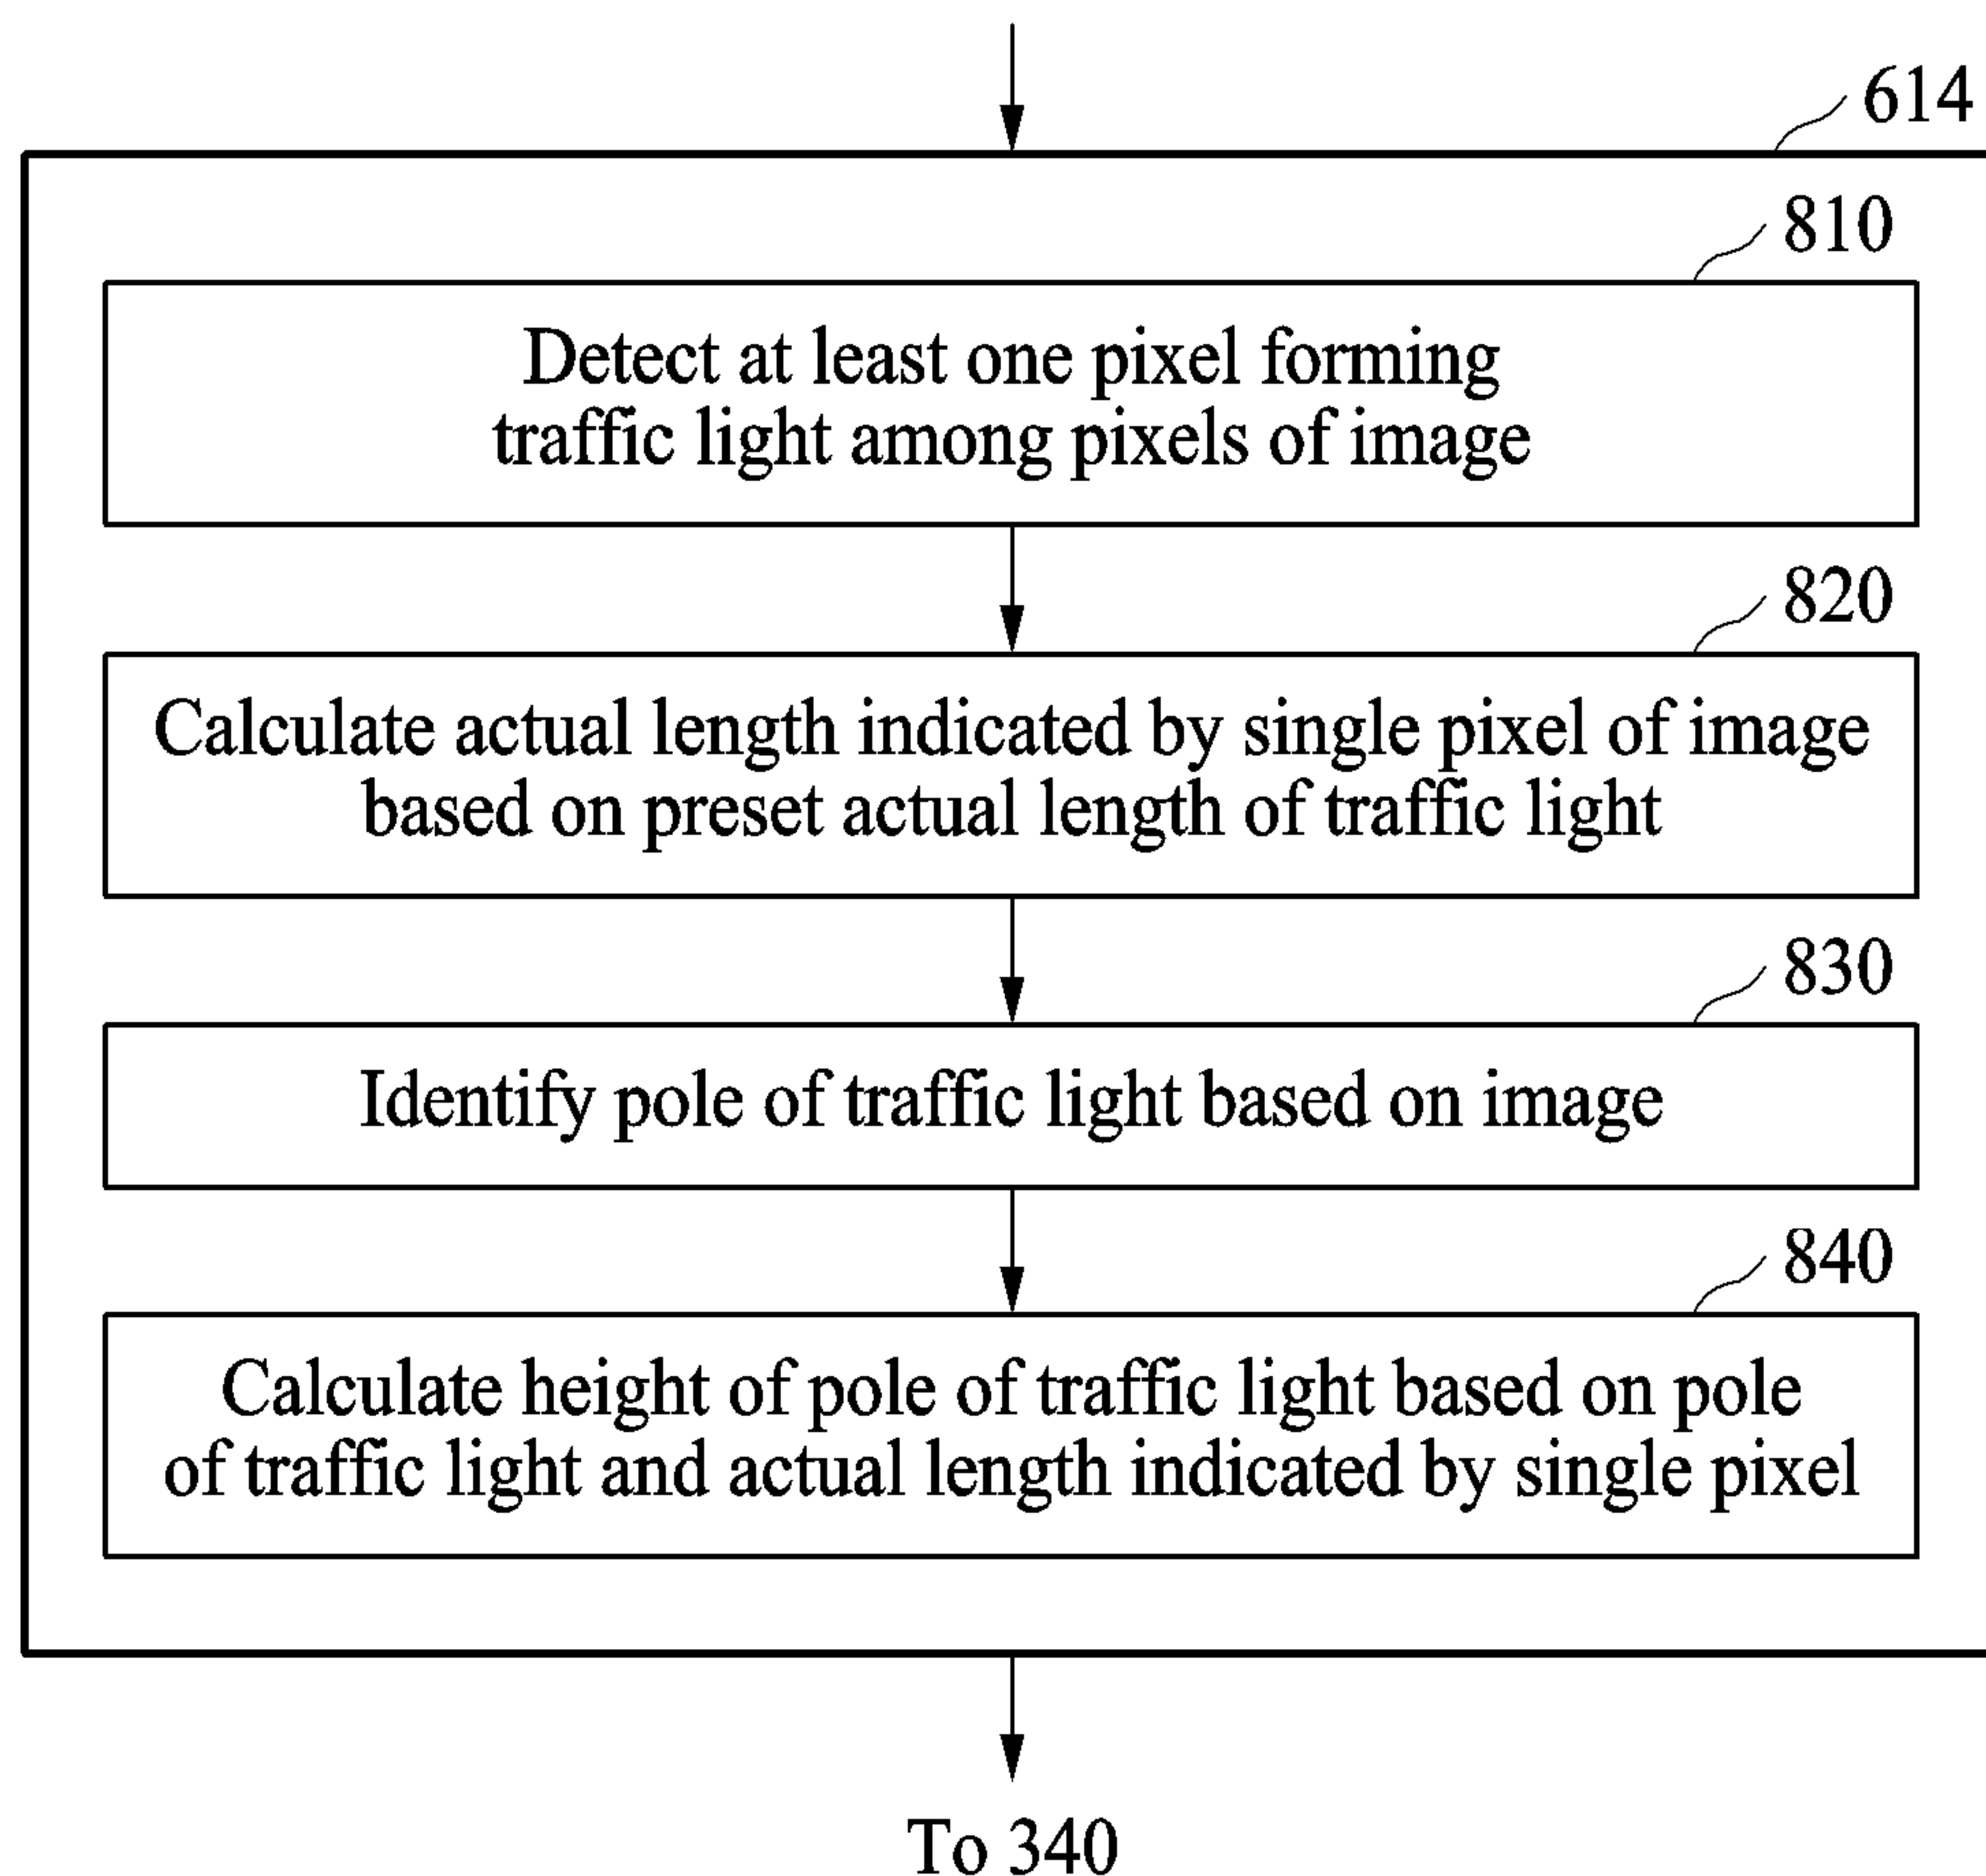 614
810
Detect at least one pixel forming
traffic light among pixels of image
820
Calculate actual length indicated by single pixel of image
based on preset actual length of traffic light
830
Identify pole of traffic light based on image
840
Calculate height of pole of traffic light based on pole
of traffic light and actual length indicated by single pixel
To 340